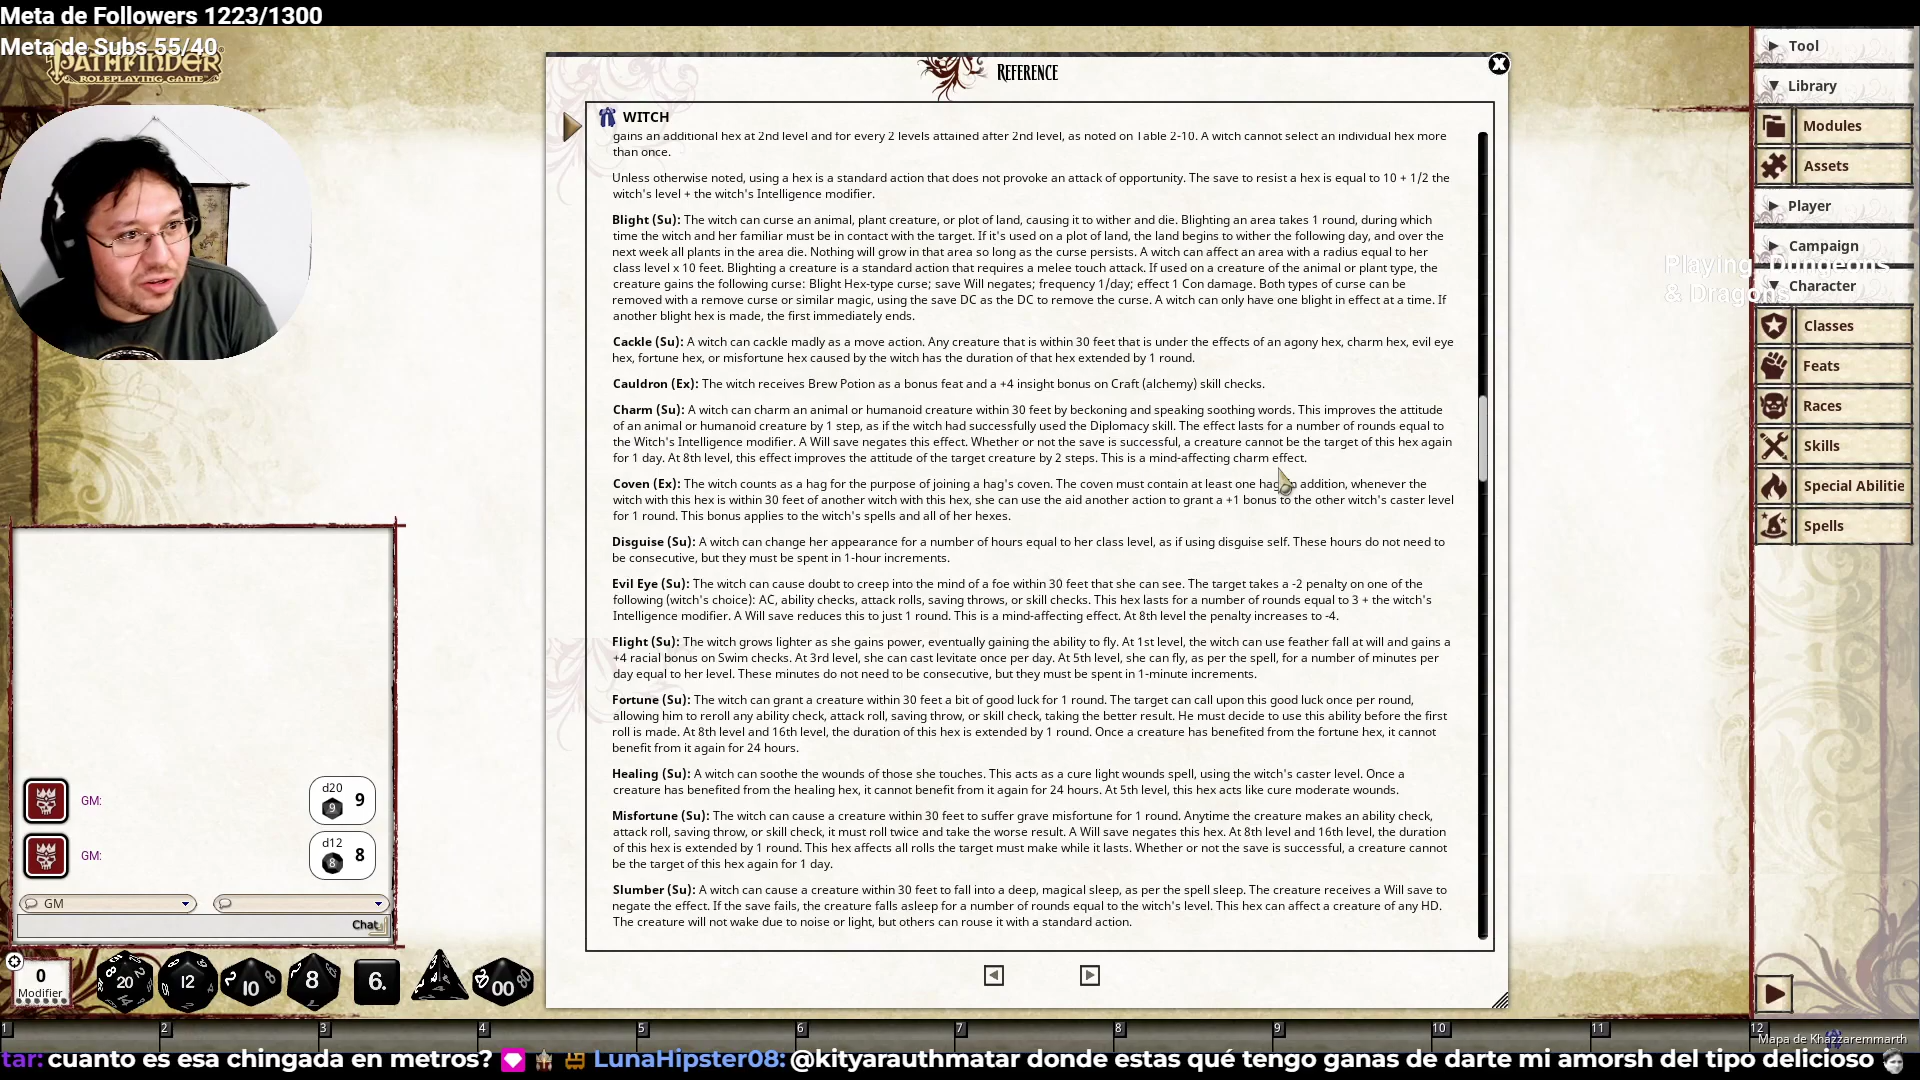 Meta de Followers 1223/1300
Meta de Subs 55/40
PATHFINDER
ROLEPLAYING GAME
REFERENCE
WITCH
gains an additional hex at 2nd level and for every 2 levels attained after 2nd level, as noted on Table 2-10. A witch cannot select an individual hex more
than once.
Unless otherwise noted, using a hex is a standard action that does not provoke an attack of opportunity. The save to resist a hex is equal to 10 + 1/2 the
witch's level + the witch's Intelligence modifier.
Blight (Su): The witch can curse an animal, plant creature, or plot of land, causing it to wither and die. Blighting an area takes 1 round, during which
time the witch and her familiar must be in contact with the target. If it's used on a plot of land, the land begins to wither the following day, and over the
next week all plants in the area die. Nothing will grow in that area so long as the curse persists. A witch can affect an area with a radius equal to her
class level x 10 feet. Blighting a creature is a standard action that requires a melee touch attack. If used on a creature of the animal or plant type, the
creature gains the following curse: Blight Hex-type curse; save Will negates; frequency 1/day; effect 1 Con damage. Both types of curse can be
removed with a remove curse or similar magic, using the save DC as the DC to remove the curse. A witch can only have one blight in effect at a time. If
another blight hex is made, the first immediately ends.
Cackle (Su): A witch can cackle madly as a move action. Any creature that is within 30 feet that is under the effects of an agony hex, charm hex, evil eye
hex, fortune hex, or misfortune hex caused by the witch has the duration of that hex extended by 1 round.
Cauldron (Ex): The witch receives Brew Potion as a bonus feat and a +4 insight bonus on Craft (alchemy) skill checks.
Charm (Su): A witch can charm an animal or humanoid creature within 30 feet by beckoning and speaking soothing words. This improves the attitude
of an animal or humanoid creature by 1 step, as if the witch had successfully used the Diplomacy skill. The effect lasts for a number of rounds equal to
the Witch's Intelligence modifier. A Will save negates this effect. Whether or not the save is successful, a creature cannot be the target of this hex again
for 1 day. At 8th level, this effect improves the attitude of the target creature by 2 steps. This is a mind-affecting charm effect.
Coven (Ex): The witch counts as a hag for the purpose of joining a hag's coven. The coven must contain at least one hag addition, whenever the
witch with this hex is within 30 feet of another witch with this hex, she can use the aid another action to grant a +1 bonus to the other witch's caster level
for 1 round. This bonus applies to the witch's spells and all of her hexes.
Disguise (Su): A witch can change her appearance for a number of hours equal to her class level, as if using disguise self. These hours do not need to
be consecutive, but they must be spent in 1-hour increments.
Evil Eye (Su): The witch can cause doubt to creep into the mind of a foe within 30 feet that she can see. The target takes a -2 penalty on one of the
following (witch's choice): AC, ability checks, attack rolls, saving throws, or skill checks. This hex lasts for a number of rounds equal to 3 + the witch's
Intelligence modifier. A Will save reduces this to just 1 round. This is a mind-affecting effect. At 8th level the penalty increases to -4.
Flight (Su): The witch grows lighter as she gains power, eventually gaining the ability to fly. At 1st level, the witch can use feather fall at will and gains a
+4 racial bonus on Swim checks. At 3rd level, she can cast levitate once per day. At 5th level, she can fly, as per the spell, for a number of minutes per
day equal to her level. These minutes do not need to be consecutive, but they must be spent in 1-minute increments.
Fortune (Su): The witch can grant a creature within 30 feet a bit of good luck for 1 round. The target can call upon this good luck once per round,
allowing him to reroll any ability check, attack roll, saving throw, or skill check, taking the better result. He must decide to use this ability before the first
roll is made. At 8th level and 16th level, the duration of this hex is extended by 1 round. Once a creature has benefited from the fortune hex, it cannot
benefit from it again for 24 hours.
Healing (Su): A witch can soothe the wounds of those she touches. This acts as a cure light wounds spell, using the witch's caster level. Once a
creature has benefited from the healing hex, it cannot benefit from it again for 24 hours. At 5th level, this hex acts like cure moderate wounds.
Misfortune (Su): The witch can cause a creature within 30 feet to suffer grave misfortune for 1 round. Anytime the creature makes an ability check,
attack roll, saving throw, or skill check, it must roll twice and take the worse result. A Will save negates this hex. At 8th level and 16th level, the duration
of this hex is extended by 1 round. This hex affects all rolls the target must make while it lasts. Whether or not the save is successful, a creature cannot
be the target of this hex again for 1 day.
Slumber (Su): A witch can cause a creature within 30 feet to fall into a deep, magical sleep, as per the spell sleep. The creature receives a Will save to
negate the effect. If the save fails, the creature falls asleep for a number of rounds equal to the witch's level. This hex can affect a creature of any HD.
The creature will not wake due to noise or light, but others can rouse it with a standard action.
Tool
Library
Modules
Assets
Player
Campaign
Playing: Dungeons
& Dragons
Character
Classes
Feats
Races
Skills
Special Abilitie
Spells
GM:
d20
9
9
GM:
d12
8
8
GM
Chat
0
Modifier
20
12
10
8
6.
00
1 2 3 4 5 6 7 8 9 10 11 12
Mapa de Khazzaremmarth
tar: cuanto es esa chingada en metros? LunaHipster08: @kityarauthmatar donde estas qué tengo ganas de darte mi amorsh del tipo delicioso